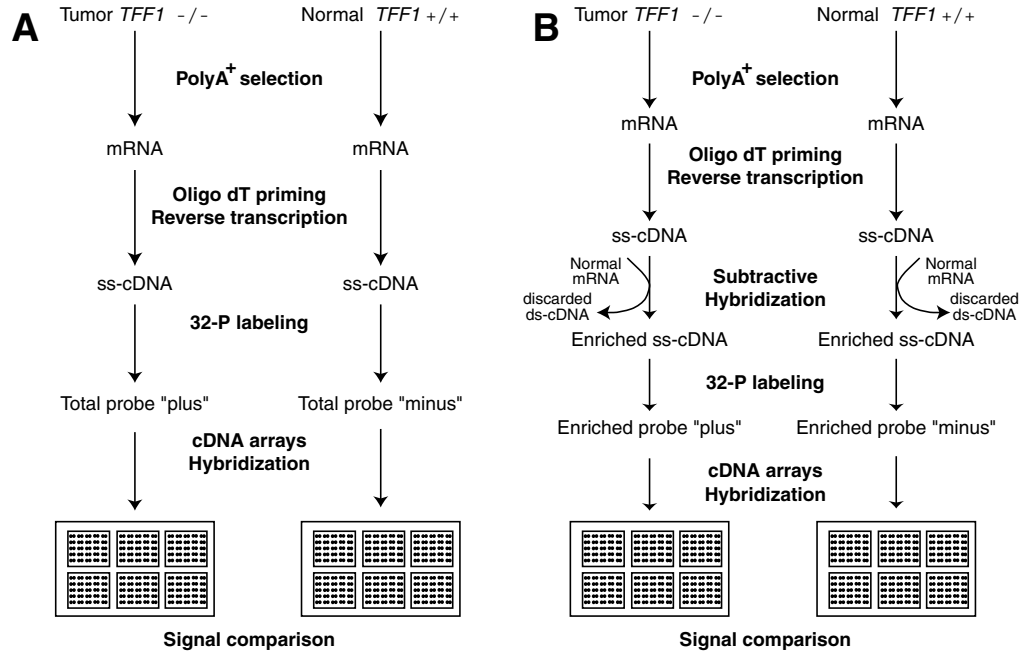 A
Tumor TFF1 -/-
Normal TFF1 +/+
PolyA+ selection
mRNA
mRNA
Oligo dT priming
Reverse transcription
ss-cDNA
ss-cDNA
32-P labeling
Total probe "plus"
Total probe "minus"
cDNA arrays
Hybridization
Signal comparison
B
Tumor TFF1 -/-
Normal TFF1 +/+
PolyA+ selection
mRNA
mRNA
Oligo dT priming
Reverse transcription
ss-cDNA
ss-cDNA
Normal
mRNA
Subtractive
Hybridization
Normal
mRNA
discarded
ds-cDNA
discarded
ds-cDNA
Enriched ss-cDNA
Enriched ss-cDNA
32-P labeling
Enriched probe "plus"
Enriched probe "minus"
cDNA arrays
Hybridization
Signal comparison